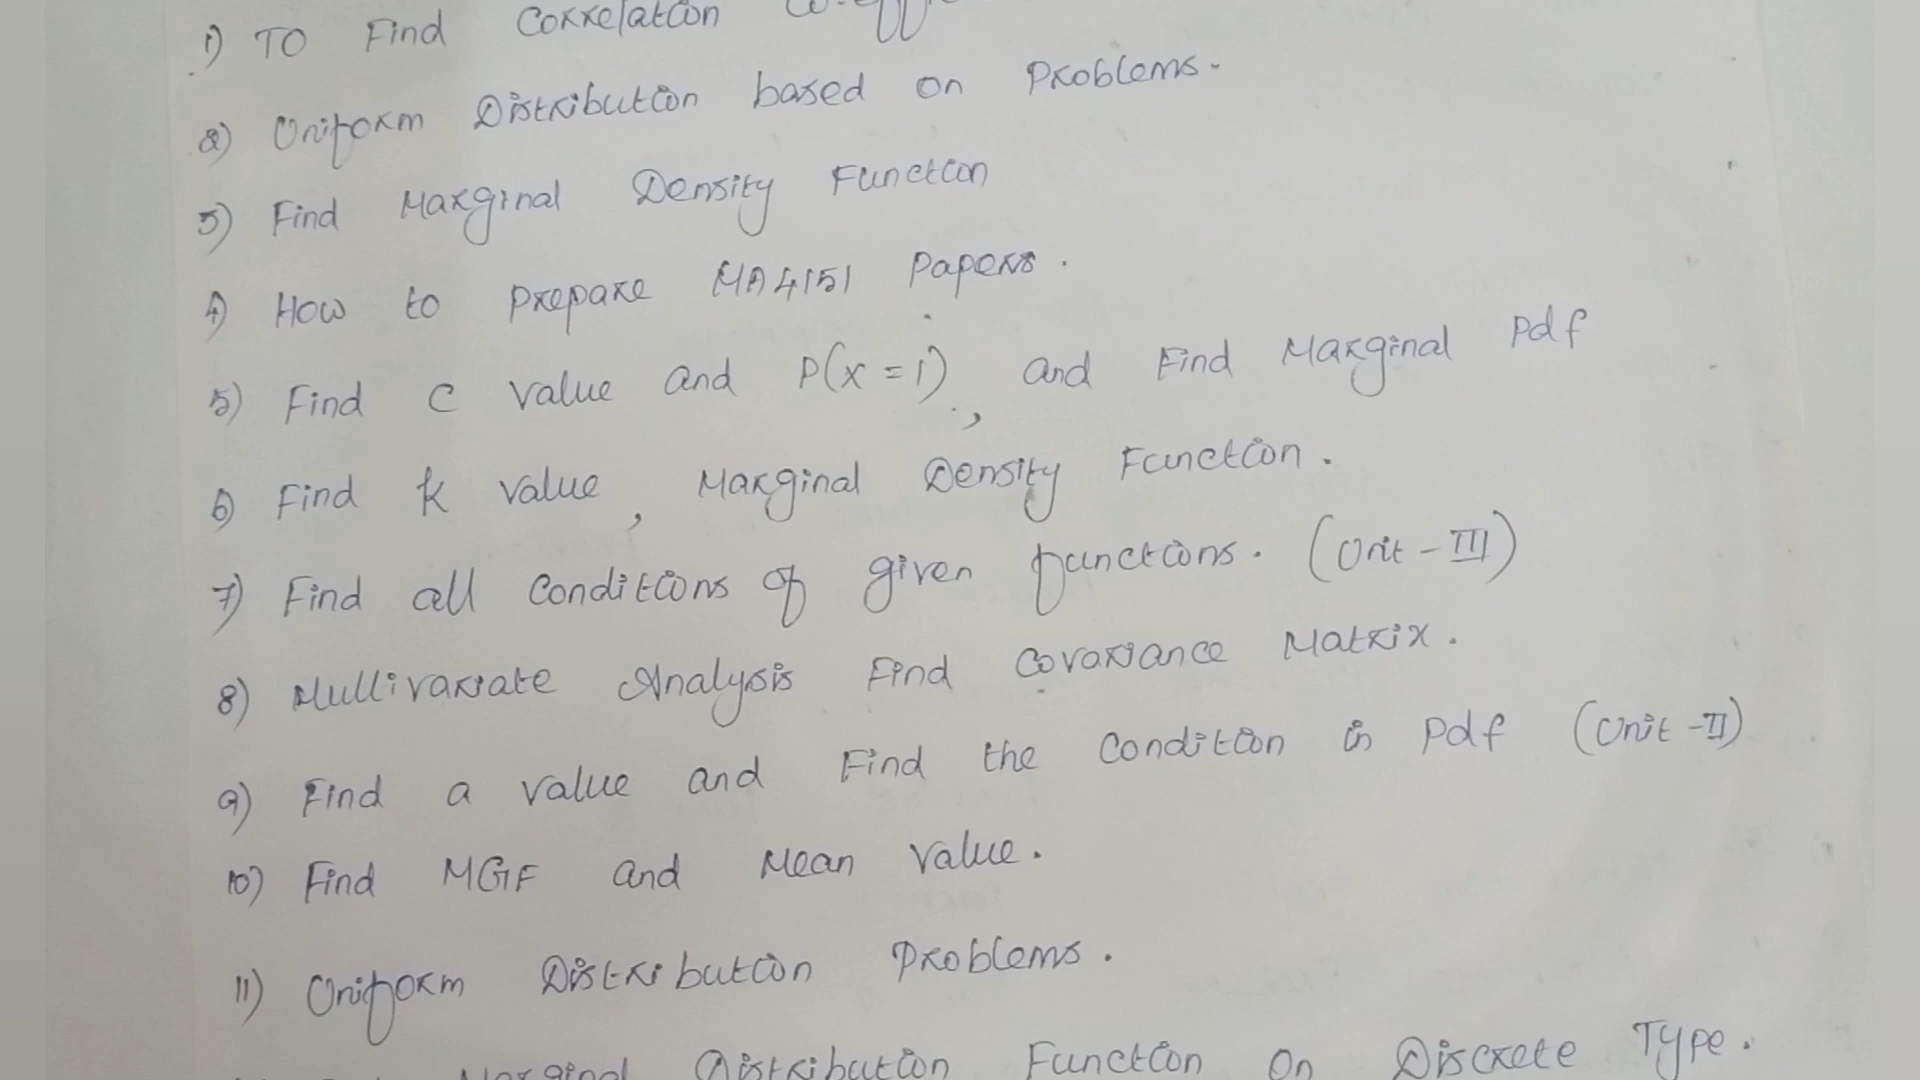 1) TO Find Correlation Co-eff
2) Uniform Distribution based on Problems.
3) Find Marginal Density Function
4) How to prepare MA4151 Papers.
5) Find c value and P(x=1), and Find Marginal Pdf
6) Find k value, Marginal Density Function.
7) Find all Conditions of given functions. (Unit - III)
8) Multivariate Analysis Find Covariance Matrix.
9) Find a value and Find the Condition in Pdf (Unit - II)
10) Find MGF and Mean Value.
11) Uniform Distribution Problems.
Marginal Distribution Function On Discrete Type.